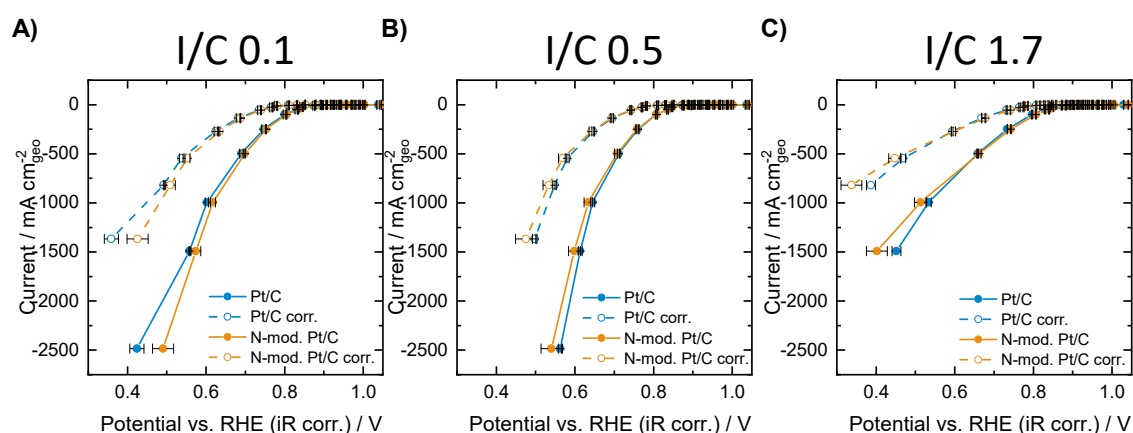 A)
I/C 0.1
Current / mA cm-2geo
0
-500
-1000
-1500
-2000
-2500
Pt/C
Pt/C corr.
N-mod. Pt/C
N-mod. Pt/C corr.
0.4 0.6 0.8 1.0
Potential vs. RHE (iR corr.) / V
B)
I/C 0.5
Current / mA cm-2geo
0
-500
-1000
-1500
-2000
-2500
Pt/C
Pt/C corr.
N-mod. Pt/C
N-mod. Pt/C corr.
0.4 0.6 0.8 1.0
Potential vs. RHE (iR corr.) / V
C)
I/C 1.7
Current / mA cm-2geo
0
-500
-1000
-1500
-2000
-2500
Pt/C
Pt/C corr.
N-mod. Pt/C
N-mod. Pt/C corr.
0.4 0.6 0.8 1.0
Potential vs. RHE (iR corr.) / V